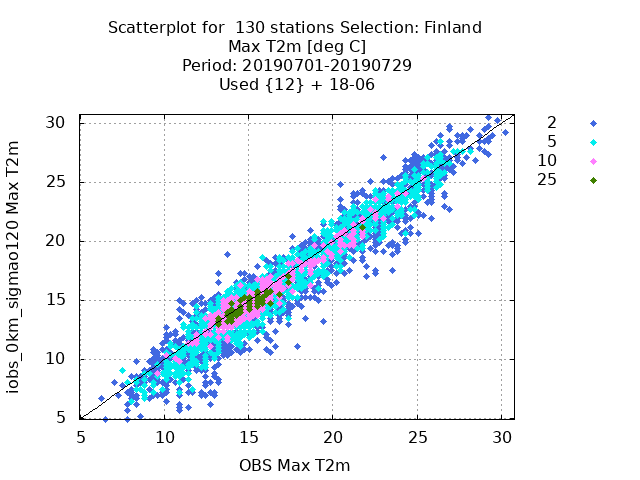 Scatterplot for  130 stations Selection: Finland
Max T2m [deg C]
Period: 20190701-20190729
Used {12} + 18-06
iobs_0km_sigmao120 Max T2m
30
25
20
15
10
5
5 10 15 20 25 30
OBS Max T2m
2
5
10
25